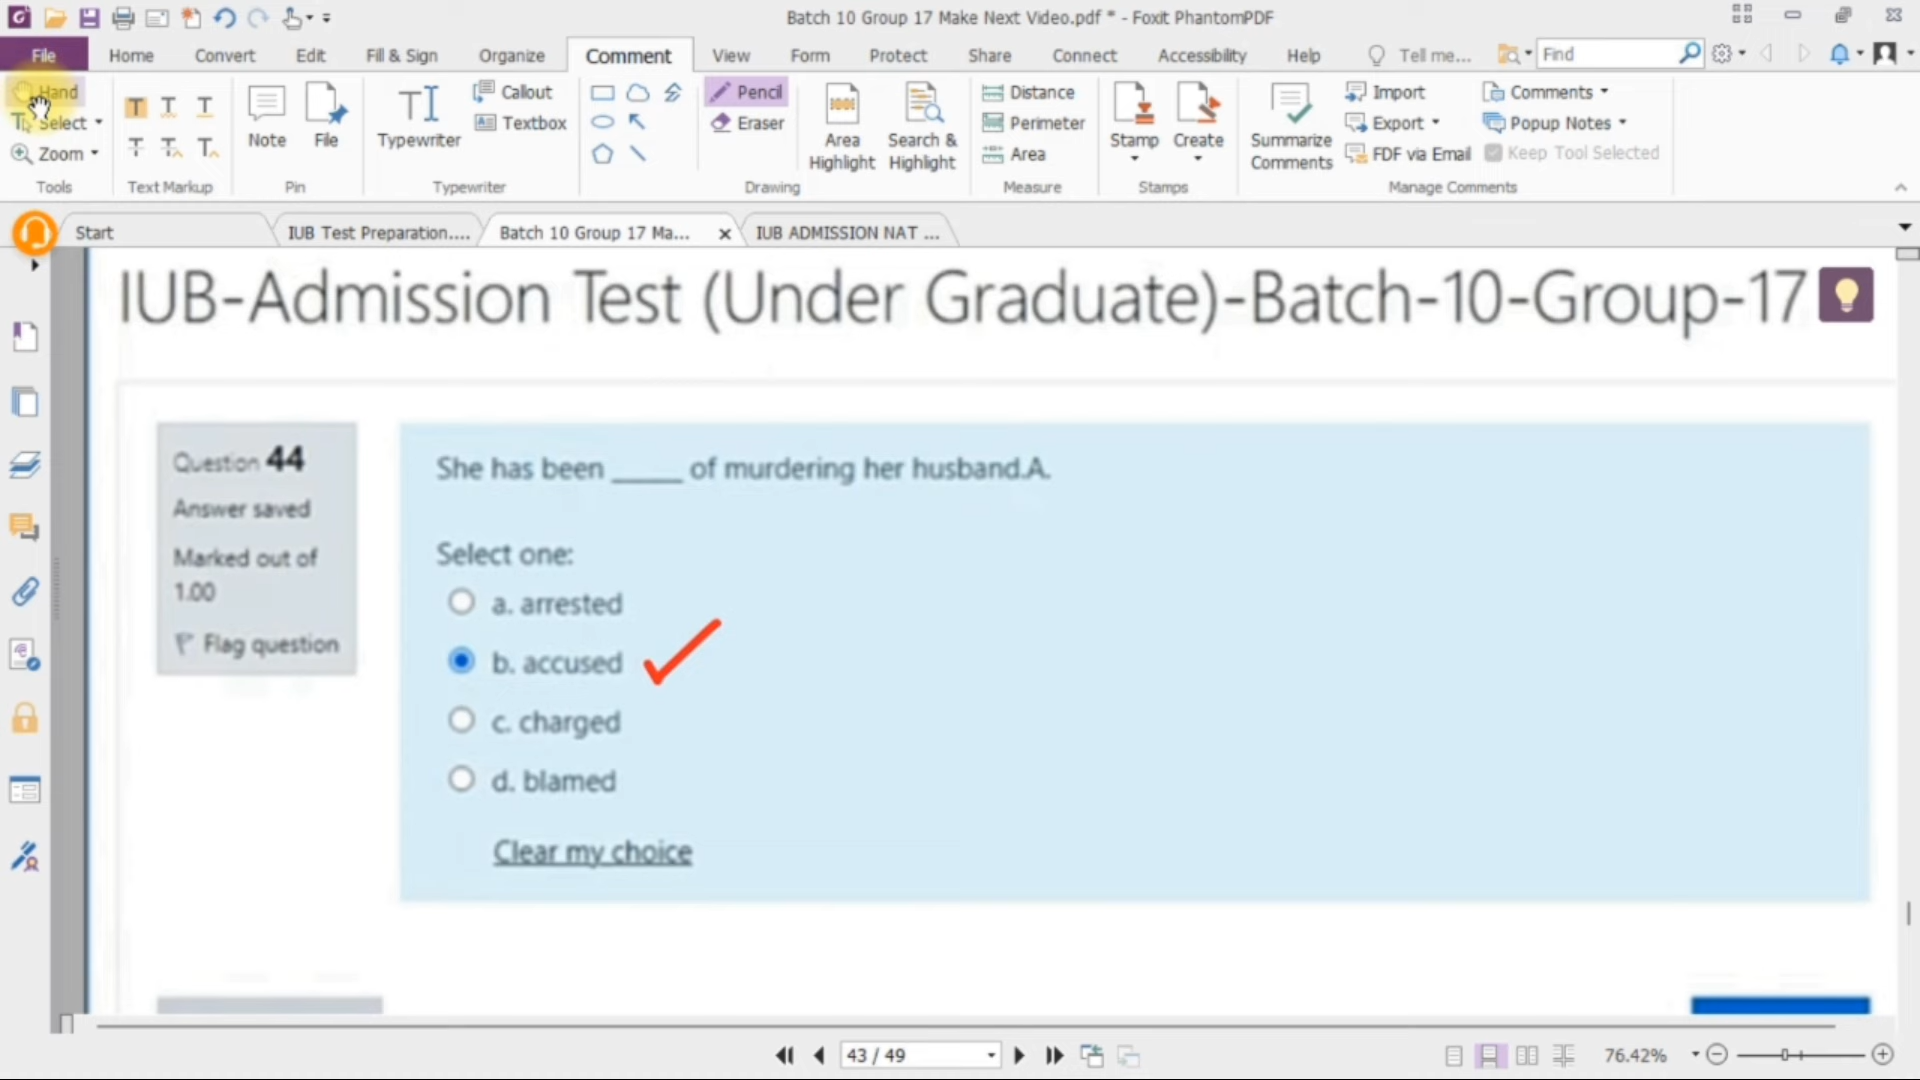 Batch 10 Group 17 Make Next Video.pdf * - Foxit PhantomPDF
File Home Convert Edit Fill & Sign Organize Comment View Form Protect Share Connect Accessibility Help Tell me... Find
Hand
Select
Zoom
Tools
Text Markup
Note
File
Pin
Typewriter
Callout
Textbox
Typewriter
Pencil
Eraser
Drawing
Area Highlight
Search & Highlight
Distance
Perimeter
Area
Measure
Stamp
Create
Stamps
Summarize Comments
Import
Export
FDF via Email
Comments
Popup Notes
Keep Tool Selected
Manage Comments
Start
IUB Test Preparation....
Batch 10 Group 17 Ma...
IUB ADMISSION NAT ...
IUB-Admission Test (Under Graduate)-Batch-10-Group-17
Question 44
Answer saved
Marked out of
1.00
Flag question
She has been _____ of murdering her husband.A.
Select one:
a. arrested
b. accused
c. charged
d. blamed
Clear my choice
43 / 49
76.42%